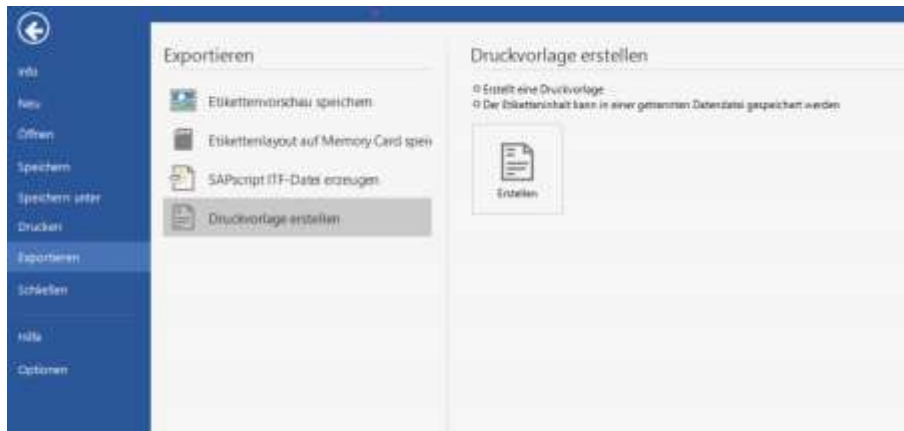 Info
Neu
Öffnen
Speichern
Speichern unter
Drucken
Exportieren
Schließen
Hilfe
Optionen
Exportieren
Etikettenvorschau speichern
Etikettenlayout auf Memory Card speic
SAPscript ITF-Datei erzeugen
Druckvorlage erstellen
Druckvorlage erstellen
Erstellt eine Druckvorlage
Der Etiketteninhalt kann in einer getrennten Datendatei gespeichert werden
Erstellen